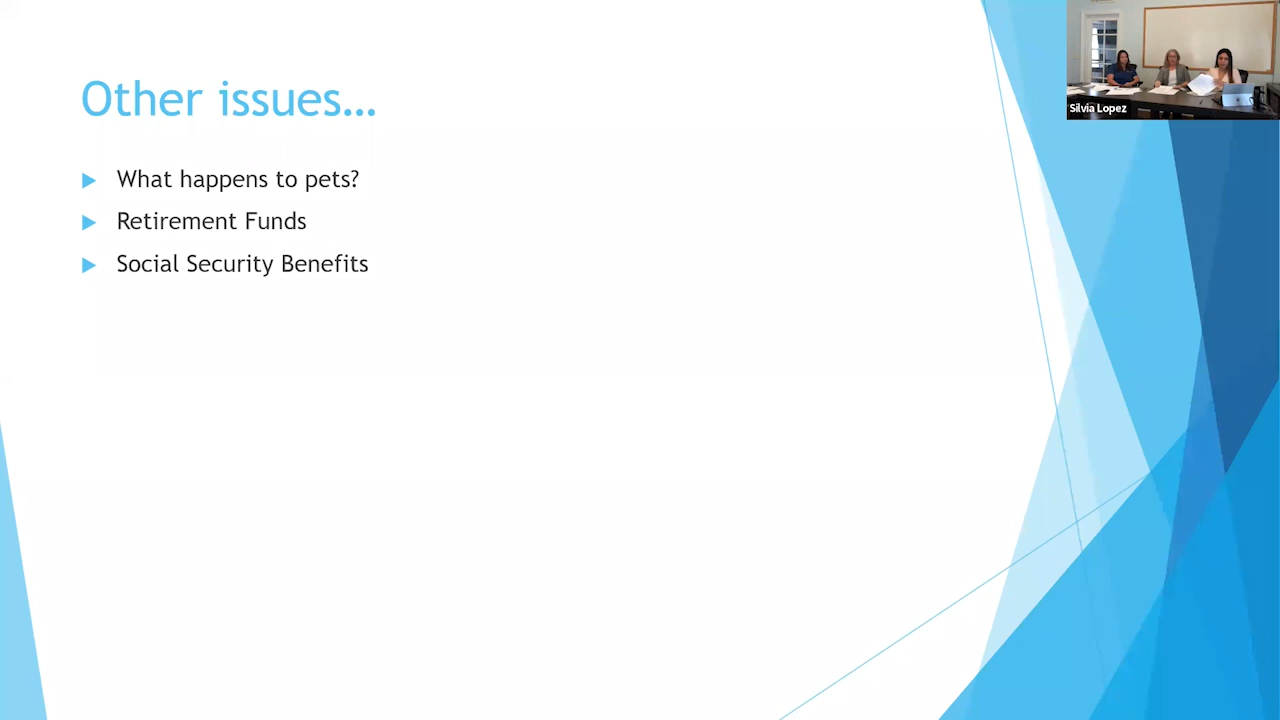 Other issues...
What happens to pets?
Retirement Funds
Social Security Benefits
Silvia Lopez